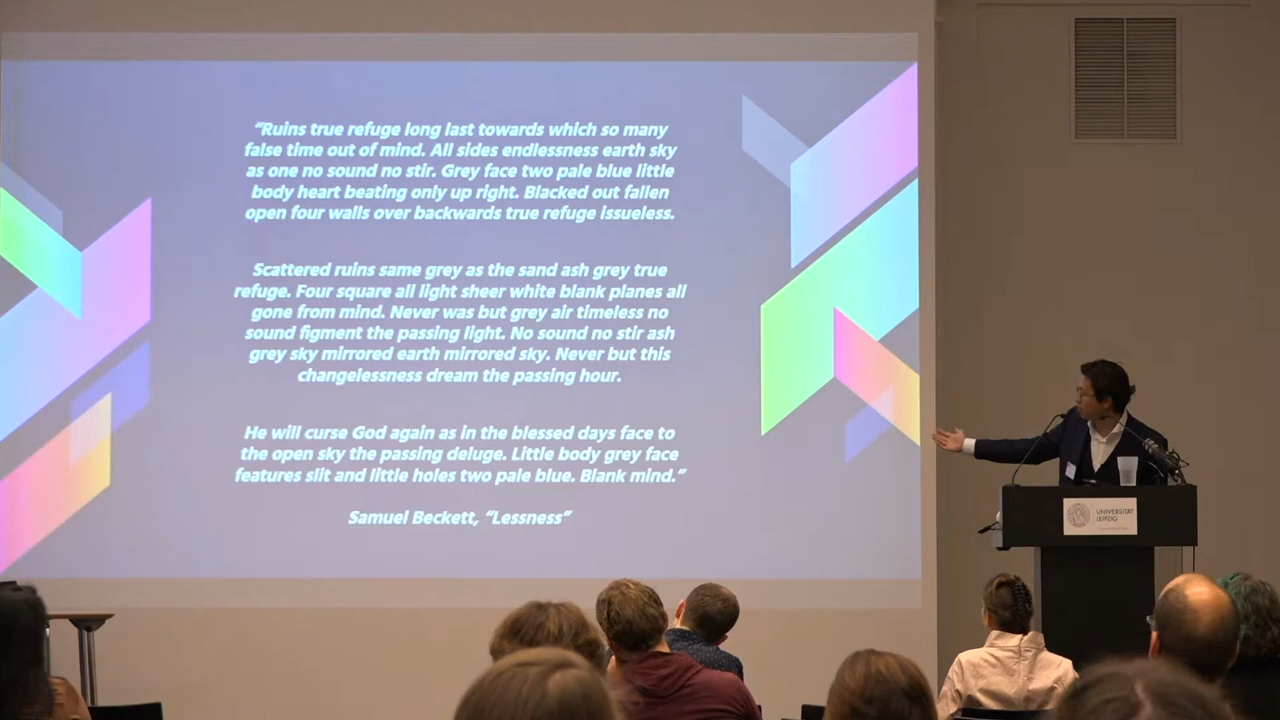 “Ruins true refuge long last towards which so many
false time out of mind. All sides endlessness earth sky
as one no sound no stir. Grey face two pale blue little
body heart beating only up right. Blacked out fallen
open four walls over backwards true refuge issueless.
Scattered ruins same grey as the sand ash grey true
refuge. Four square all light sheer white blank planes all
gone from mind. Never was but grey air timeless no
sound figment the passing light. No sound no stir ash
grey sky mirrored earth mirrored sky. Never but this
changelessness dream the passing hour.
He will curse God again as in the blessed days face to
the open sky the passing deluge. Little body grey face
features slit and little holes two pale blue. Blank mind.”
Samuel Beckett, “Lessness”
UNIVERSITÄT
LEIPZIG